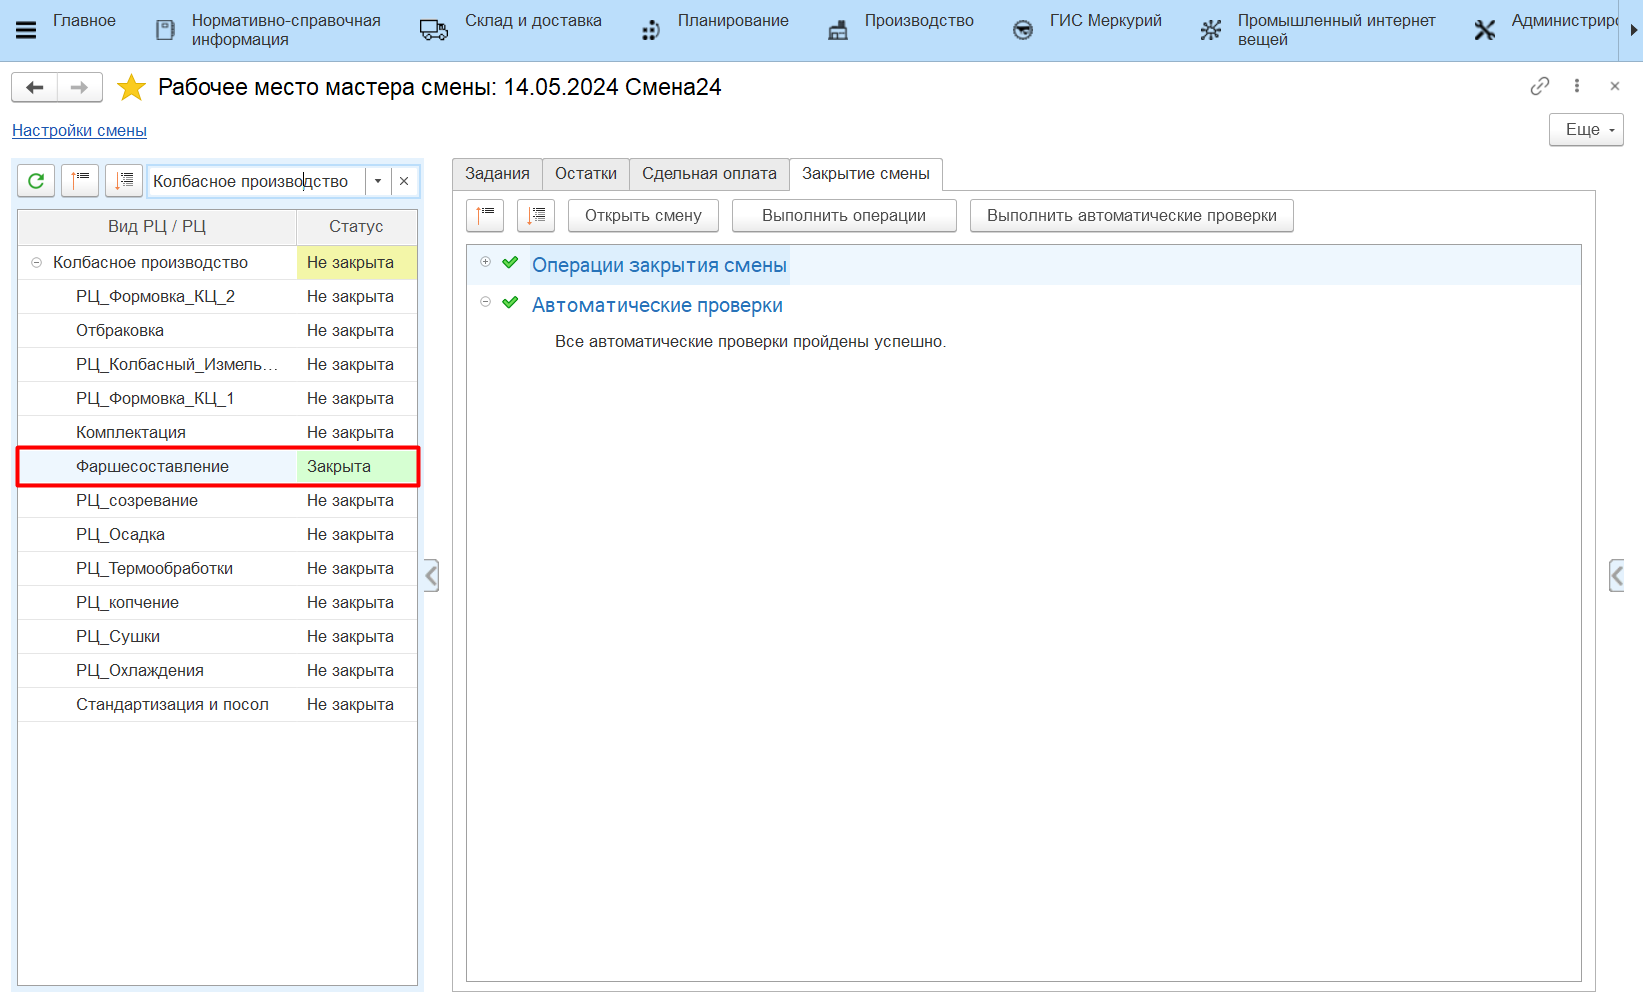 Главное
Нормативно-справочная
информация
Склад и доставка
Планирование
Производство
ГИС Меркурий
Промышленный интернет
вещей
Администриро
Рабочее место мастера смены: 14.05.2024 Смена24
Настройки смены
Еще
Колбасное производство
Задания Остатки Сдельная оплата Закрытие смены
Открыть смену Выполнить операции Выполнить автоматические проверки
Вид РЦ / РЦ Статус
Колбасное производство Не закрыта
РЦ_Формовка_КЦ_2 Не закрыта
Отбраковка Не закрыта
РЦ_Колбасный_Измель... Не закрыта
РЦ_Формовка_КЦ_1 Не закрыта
Комплектация Не закрыта
Фаршесоставление Закрыта
РЦ_созревание Не закрыта
РЦ_Осадка Не закрыта
РЦ_Термообработки Не закрыта
РЦ_копчение Не закрыта
РЦ_Сушки Не закрыта
РЦ_Охлаждения Не закрыта
Стандартизация и посол Не закрыта
Операции закрытия смены
Автоматические проверки
Все автоматические проверки пройдены успешно.